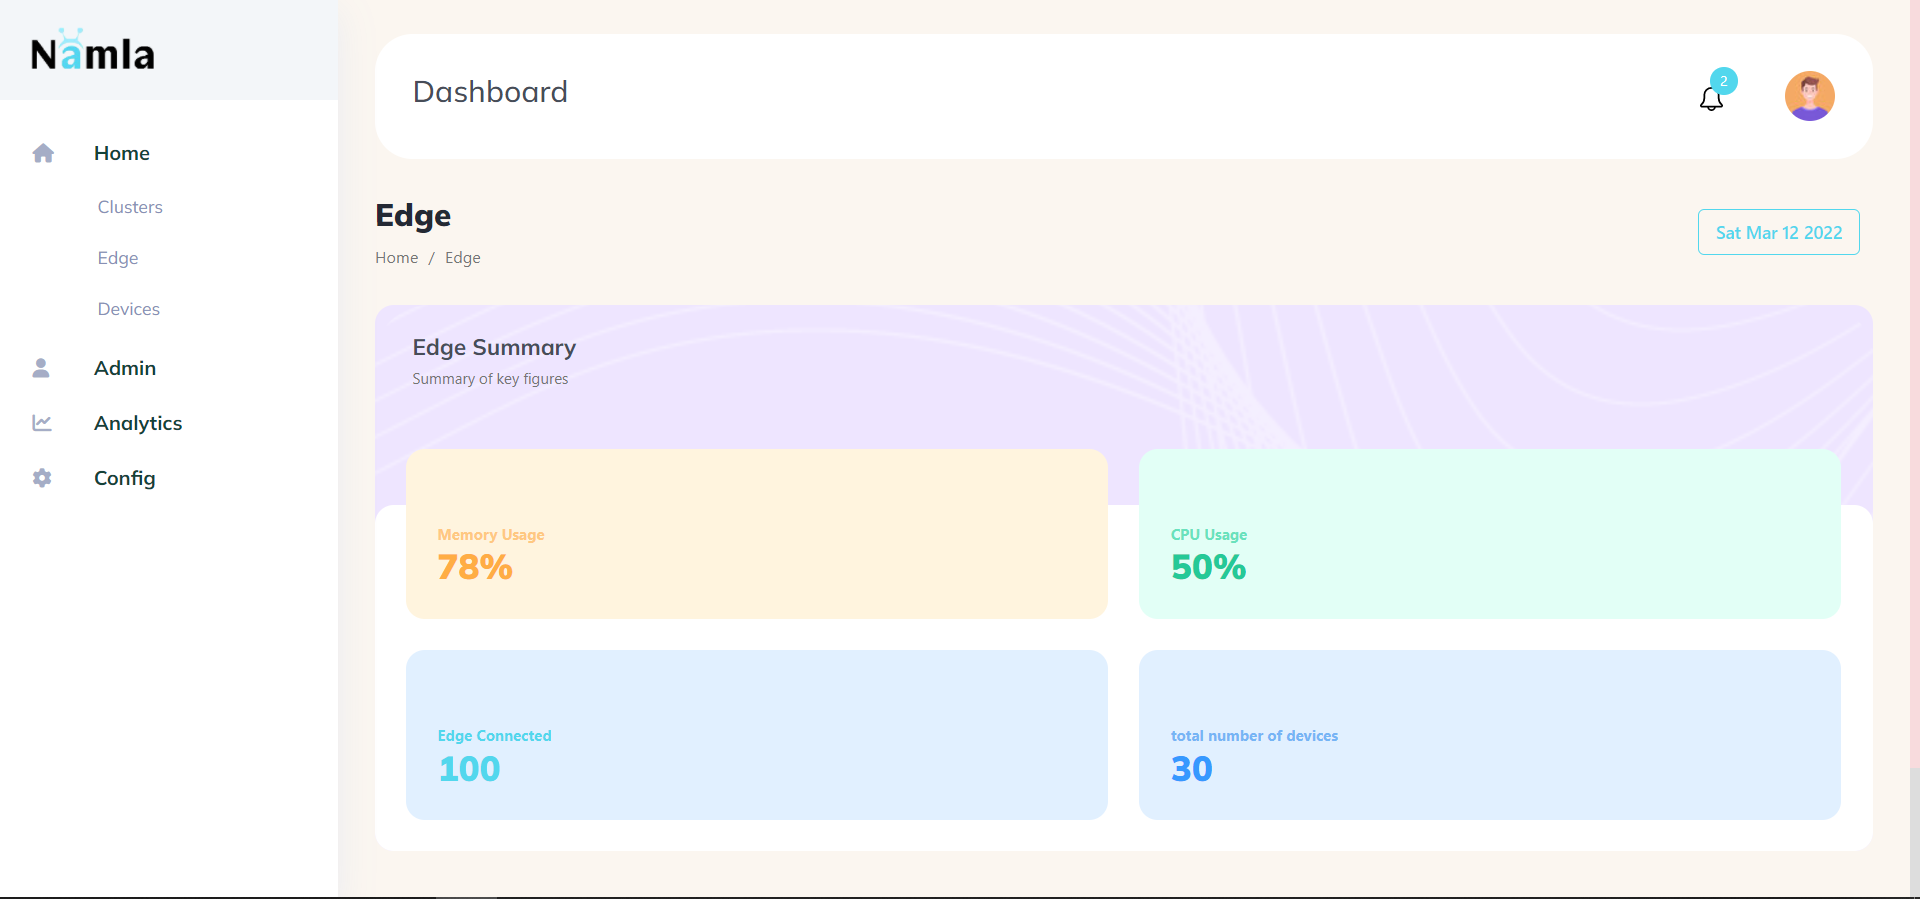 Namla
Home
Clusters
Edge
Devices
Admin
Analytics
Config
Dashboard
2
Edge
Home / Edge
Sat Mar 12 2022
Edge Summary
Summary of key figures
Memory Usage
78%
CPU Usage
50%
Edge Connected
100
total number of devices
30